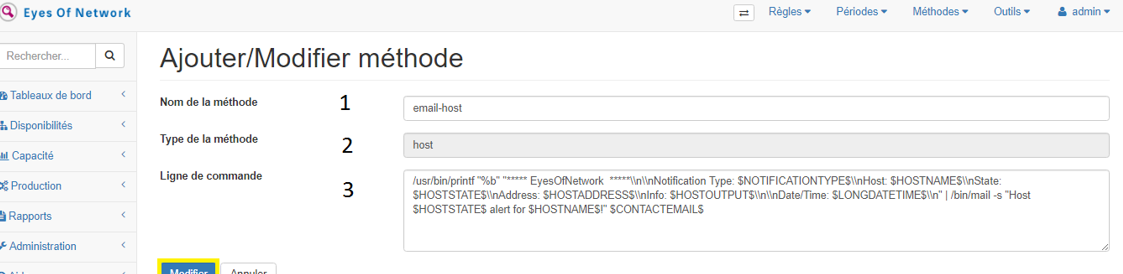 Eyes Of Network
Règles Périodes Méthodes Outils admin
Rechercher...
Ajouter/Modifier méthode
Tableaux de bord
Disponibilités
Capacité
Production
Rapports
Administration
Nom de la méthode 1 email-host
Type de la méthode 2 host
Ligne de commande 3
/usr/bin/printf "%b" "***** EyesOfNetwork *****\\n\\nNotification Type: $NOTIFICATIONTYPE$\\nHost: $HOSTNAME$\\nState:
$HOSTSTATE$\\nAddress: $HOSTADDRESS$\\nInfo: $HOSTOUTPUT$\\n\\nDate/Time: $LONGDATETIME$\\n" | /bin/mail -s "Host
$HOSTSTATE$ alert for $HOSTNAME$!" $CONTACTEMAIL$
Modifier Annuler